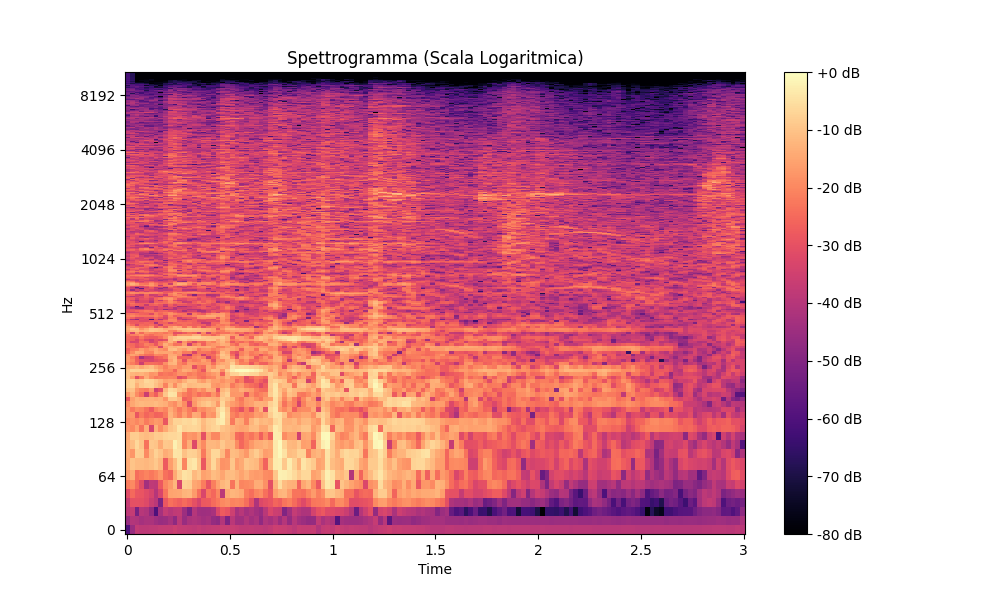 Spettrogramma (Scala Logaritmica)
Hz
8192
4096
2048
1024
512
256
128
64
0
0 0.5 1 1.5 2 2.5 3
Time
+0 dB
-10 dB
-20 dB
-30 dB
-40 dB
-50 dB
-60 dB
-70 dB
-80 dB